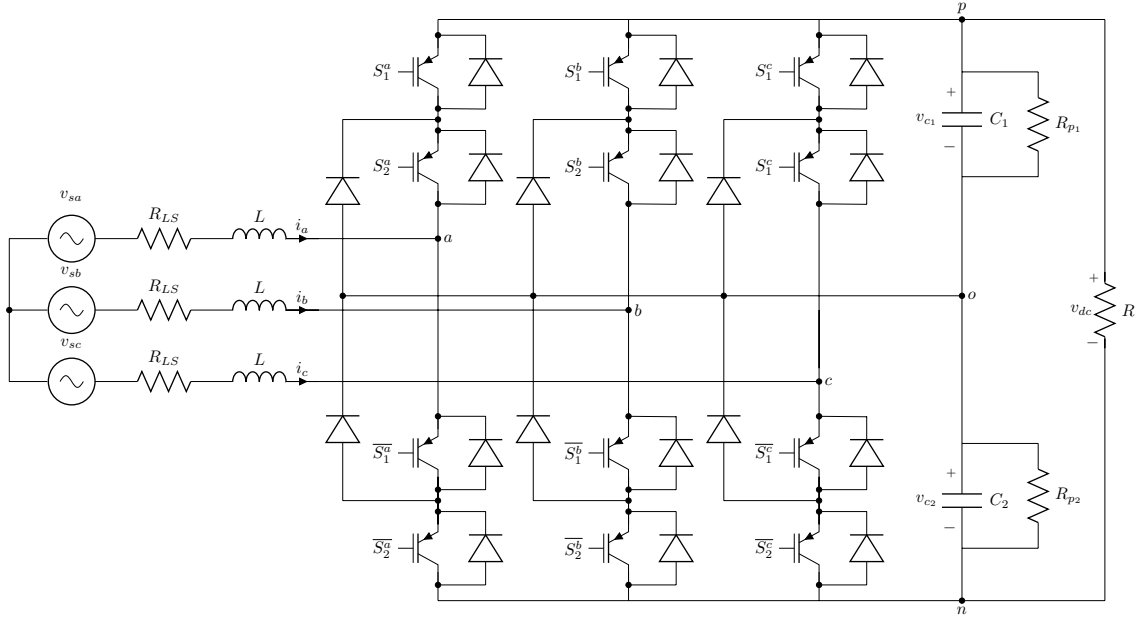 p
S_1^a
S_1^b
S_1^c
+
v_{c_1}
C_1
−
R_{p_1}
S_2^a
S_2^b
S_1^c
v_{sa}
R_{LS}
L
i_a
a
v_{sb}
R_{LS}
L
i_b
b
o
+
v_{dc}
R
−
v_{sc}
R_{LS}
L
i_c
c
\overline{S_1^a}
\overline{S_1^b}
\overline{S_1^c}
+
v_{c_2}
C_2
−
R_{p_2}
\overline{S_2^a}
\overline{S_2^b}
\overline{S_2^c}
n